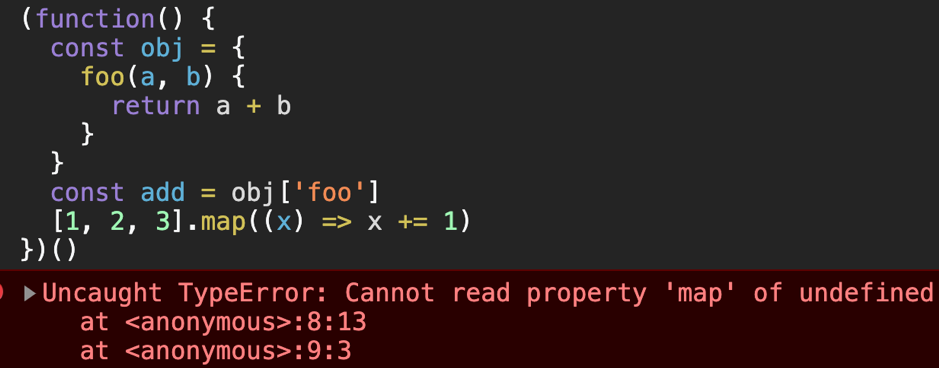 (function() {
  const obj = {
    foo(a, b) {
      return a + b
    }
  }
  const add = obj['foo']
  [1, 2, 3].map((x) => x += 1)
})()
Uncaught TypeError: Cannot read property 'map' of undefined
    at <anonymous>:8:13
    at <anonymous>:9:3